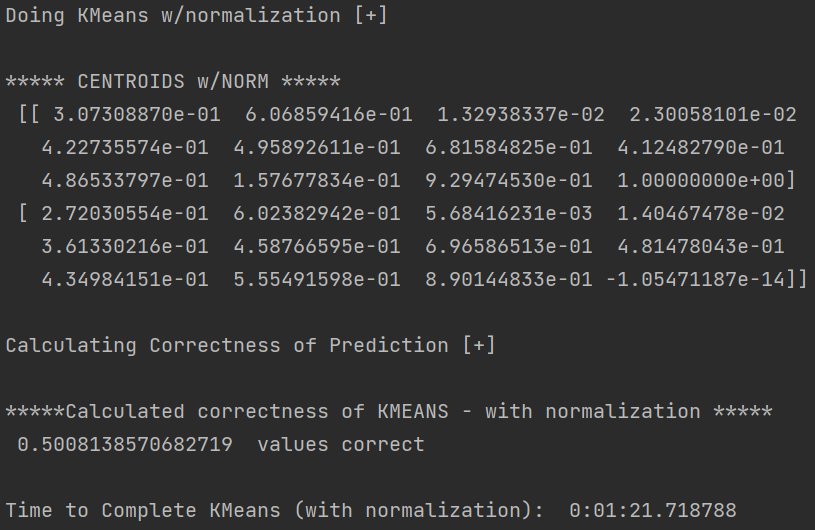 Doing KMeans w/normalization [+]
***** CENTROIDS w/NORM *****
[[ 3.07308870e-01 6.06859416e-01 1.32938337e-02 2.30058101e-02
4.22735574e-01 4.95892611e-01 6.81584825e-01 4.12482790e-01
4.86533797e-01 1.57677834e-01 9.29474530e-01 1.00000000e+00]
[ 2.72030554e-01 6.02382942e-01 5.68416231e-03 1.40467478e-02
3.61330216e-01 4.58766595e-01 6.96586513e-01 4.81478043e-01
4.34984151e-01 5.55491598e-01 8.90144833e-01 -1.05471187e-14]]
Calculating Correctness of Prediction [+]
*****Calculated correctness of KMEANS - with normalization *****
0.5008138570682719 values correct
Time to Complete KMeans (with normalization): 0:01:21.718788